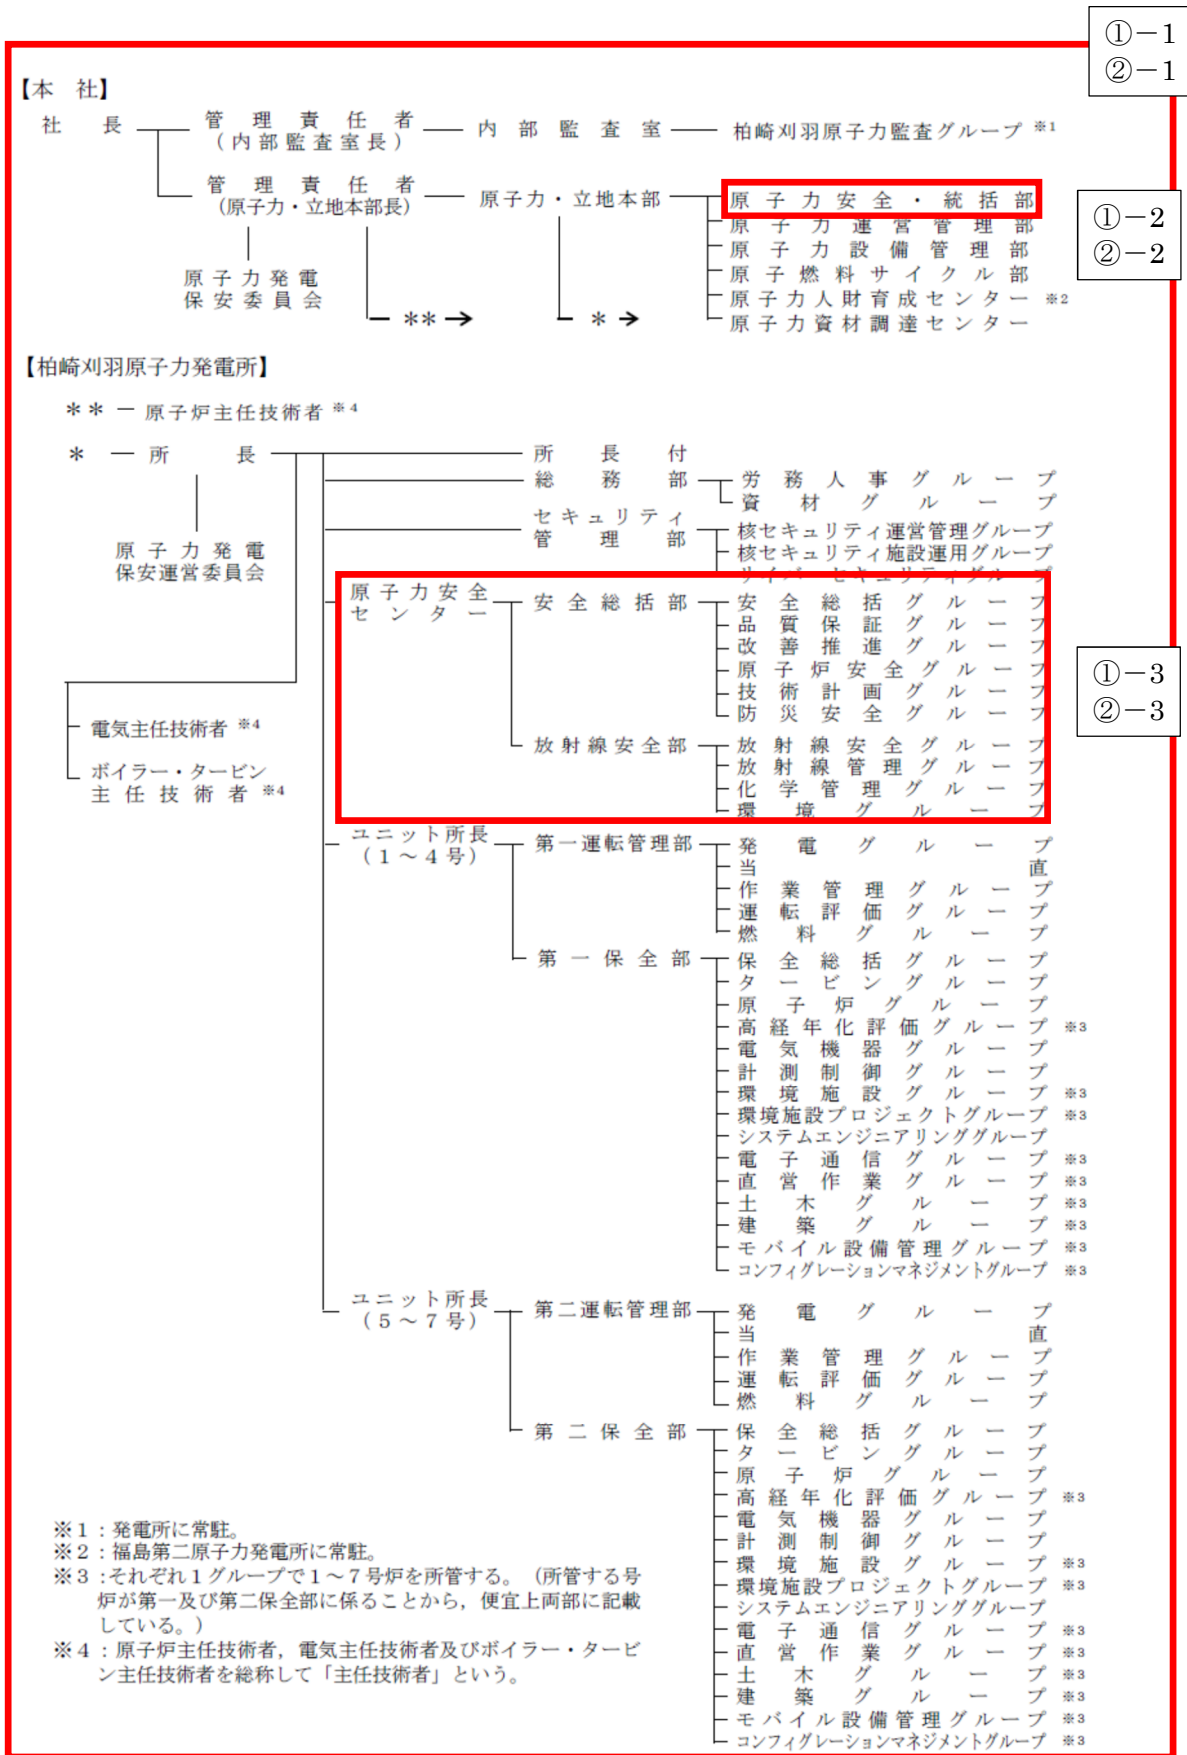 ①－1
②－1
【本　社】
社　長　管理責任者　内部監査室　柏崎刈羽原子力監査グループ ※1
（内部監査室長）
管理責任者　原子力・立地本部　原子力安全・統括部
（原子力・立地本部長）
①－2
②－2
原子力運営管理部
原子力設備管理部
原子燃料サイクル部
原子力人財育成センター ※2
原子力資材調達センター
原子力発電
保安委員会
** →　* →
【柏崎刈羽原子力発電所】
** ― 原子炉主任技術者 ※4
* ― 所　長　所長付
総務部　労務人事グループ
資材グループ
原子力発電
保安運営委員会
セキュリティ
管理部　核セキュリティ運営管理グループ
核セキュリティ施設運用グループ
サイバーセキュリティグループ
原子力安全
センター　安全総括部　安全総括グループ
品質保証グループ
改善推進グループ
原子炉安全グループ
技術計画グループ
防災安全グループ
①－3
②－3
電気主任技術者 ※4
ボイラー・タービン
主任技術者 ※4
放射線安全部　放射線安全グループ
放射線管理グループ
化学管理グループ
環境グループ
ユニット所長
（1～4号）　第一運転管理部　発電グループ
当直
作業管理グループ
運転評価グループ
燃料グループ
第一保全部　保全総括グループ
タービングループ
原子炉グループ
高経年化評価グループ ※3
電気機器グループ
計測制御グループ
環境施設グループ ※3
環境施設プロジェクトグループ ※3
システムエンジニアリンググループ
電子通信グループ ※3
直営作業グループ ※3
土木グループ ※3
建築グループ ※3
モバイル設備管理グループ ※3
コンフィグレーションマネジメントグループ ※3
ユニット所長
（5～7号）　第二運転管理部　発電グループ
当直
作業管理グループ
運転評価グループ
燃料グループ
第二保全部　保全総括グループ
タービングループ
原子炉グループ
高経年化評価グループ ※3
電気機器グループ
計測制御グループ
環境施設グループ ※3
環境施設プロジェクトグループ ※3
システムエンジニアリンググループ
電子通信グループ ※3
直営作業グループ ※3
土木グループ ※3
建築グループ ※3
モバイル設備管理グループ ※3
コンフィグレーションマネジメントグループ ※3
※1：発電所に常駐。
※2：福島第二原子力発電所に常駐。
※3：それぞれ1グループで1～7号炉を所管する。（所管する号
炉が第一及び第二保全部に係ることから，便宜上両部に記載
している。）
※4：原子炉主任技術者，電気主任技術者及びボイラー・タービ
ン主任技術者を総称して「主任技術者」という。